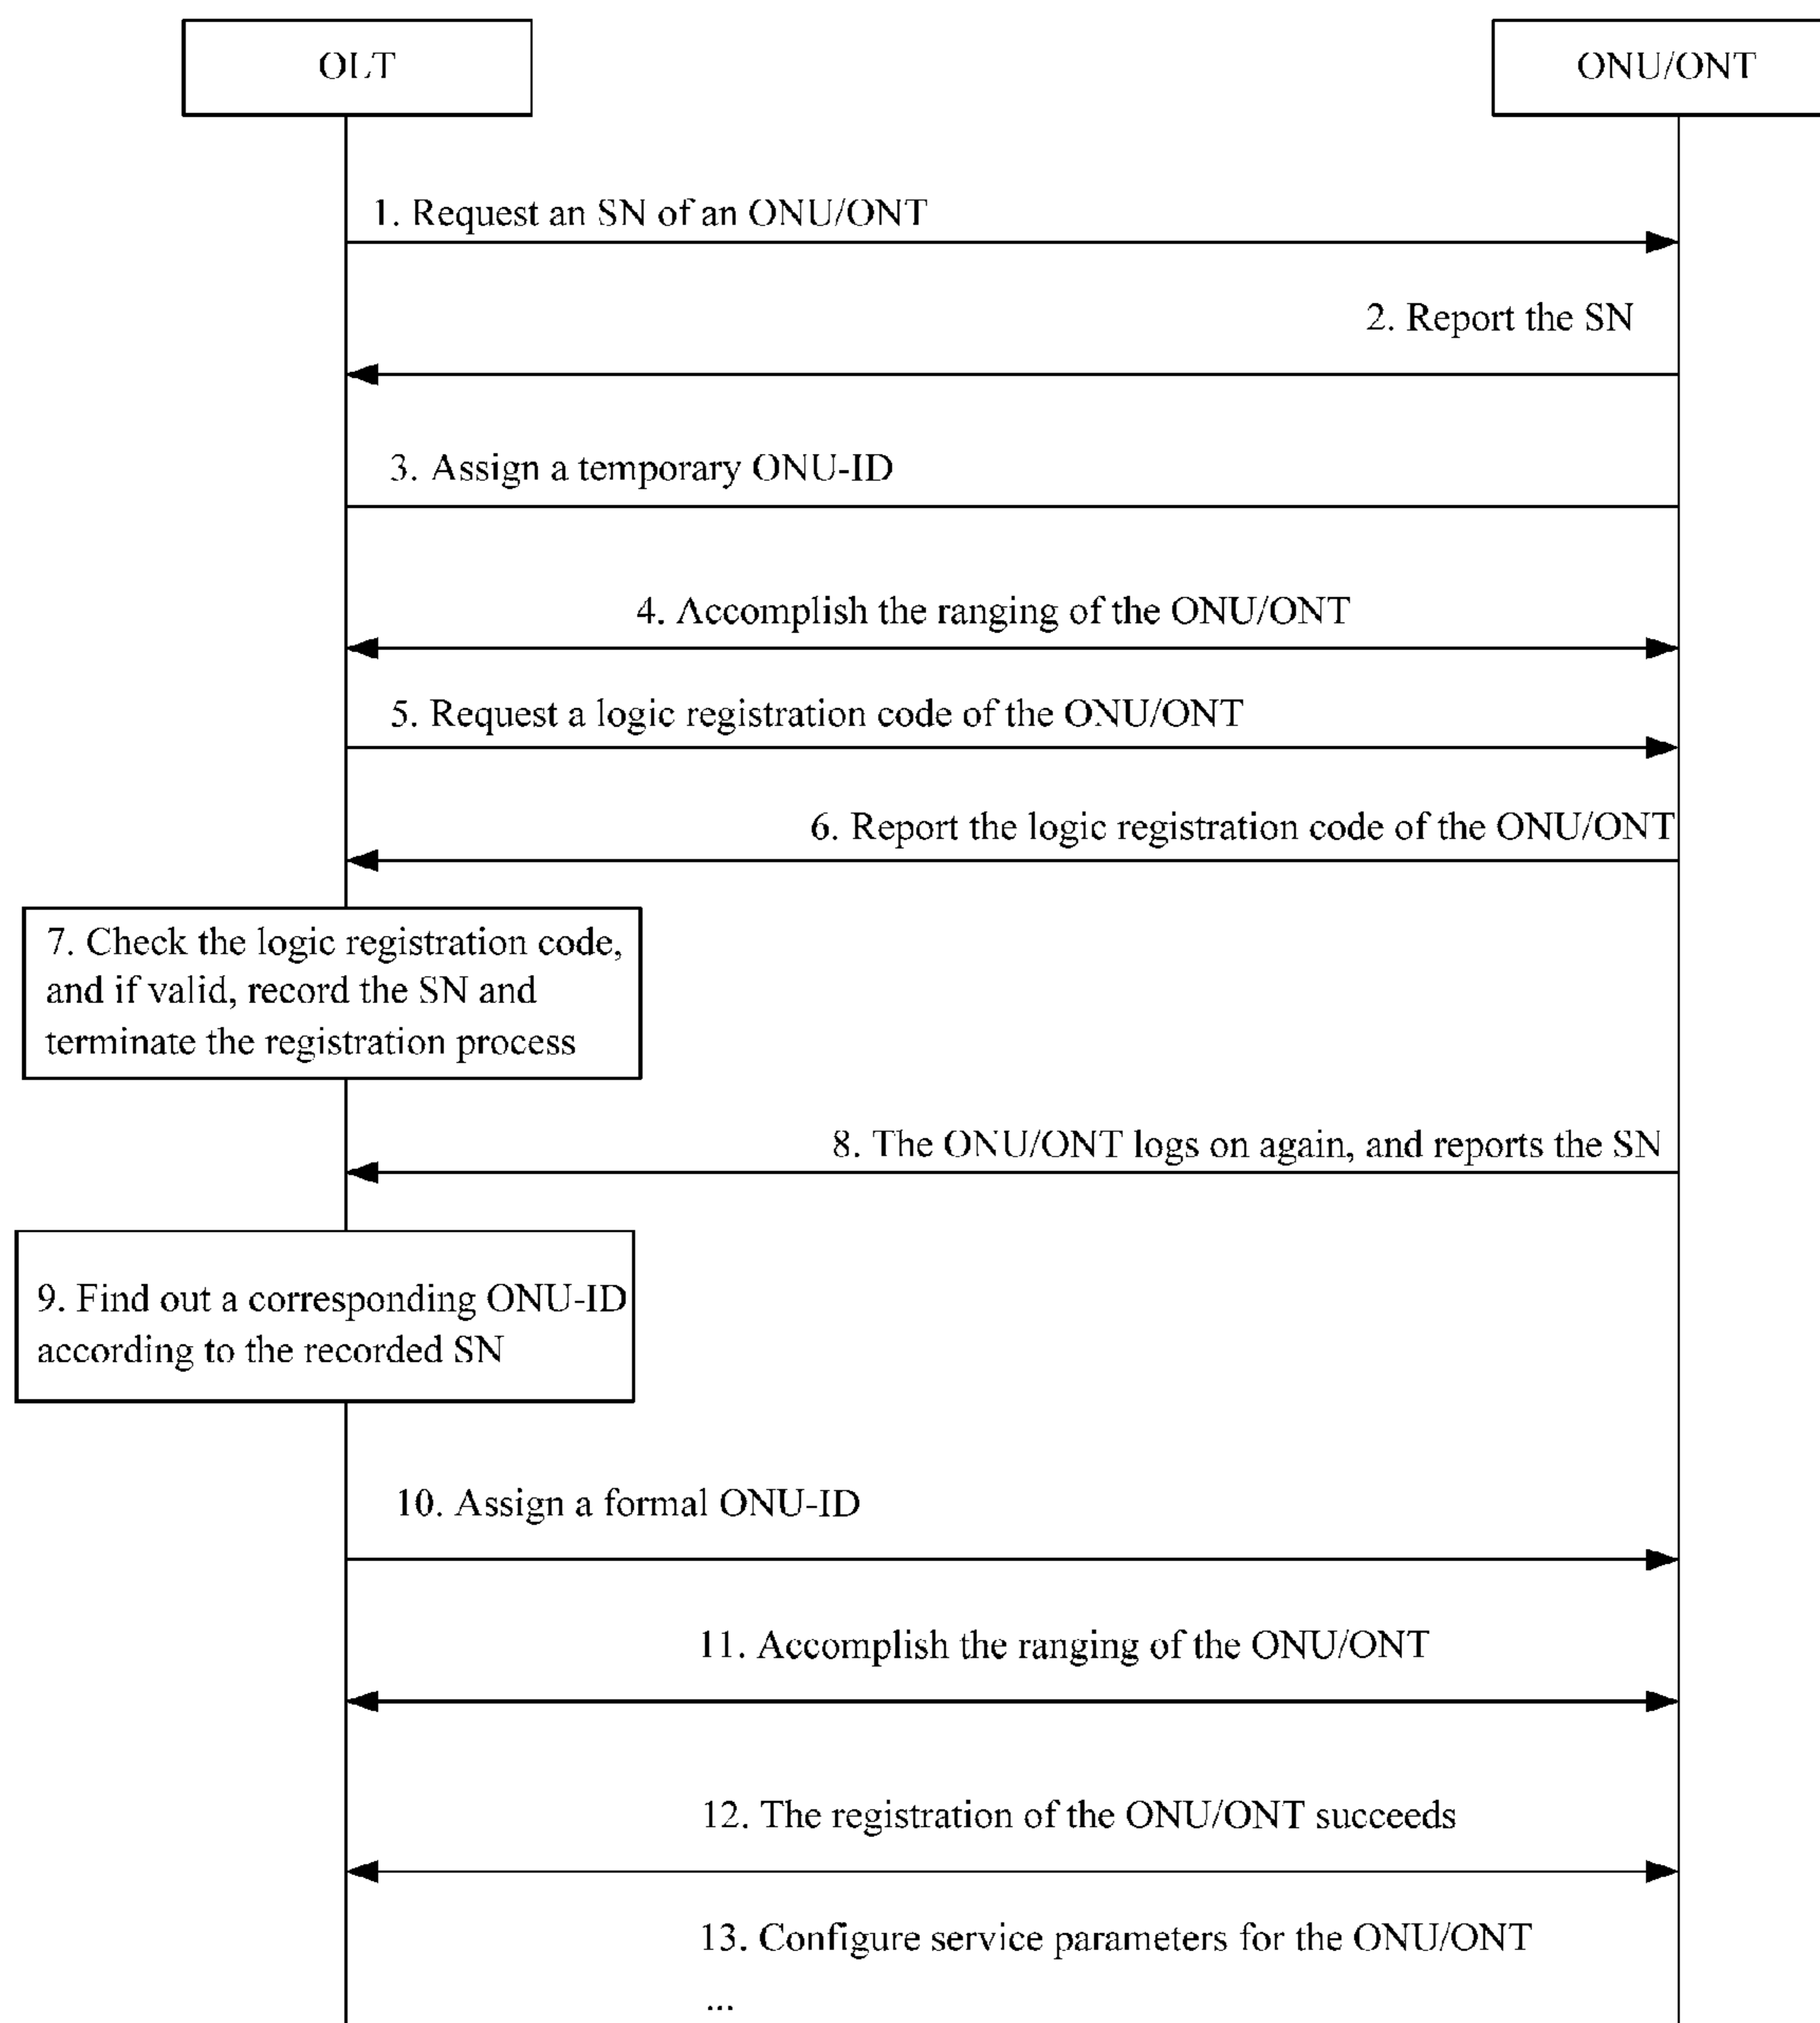 OLT
ONU/ONT
1. Request an SN of an ONU/ONT
2. Report the SN
3. Assign a temporary ONU-ID
4. Accomplish the ranging of the ONU/ONT
5. Request a logic registration code of the ONU/ONT
6. Report the logic registration code of the ONU/ONT
7. Check the logic registration code,
and if valid, record the SN and
terminate the registration process
8. The ONU/ONT logs on again, and reports the SN
9. Find out a corresponding ONU-ID
according to the recorded SN
10. Assign a formal ONU-ID
11. Accomplish the ranging of the ONU/ONT
12. The registration of the ONU/ONT succeeds
13. Configure service parameters for the ONU/ONT
...